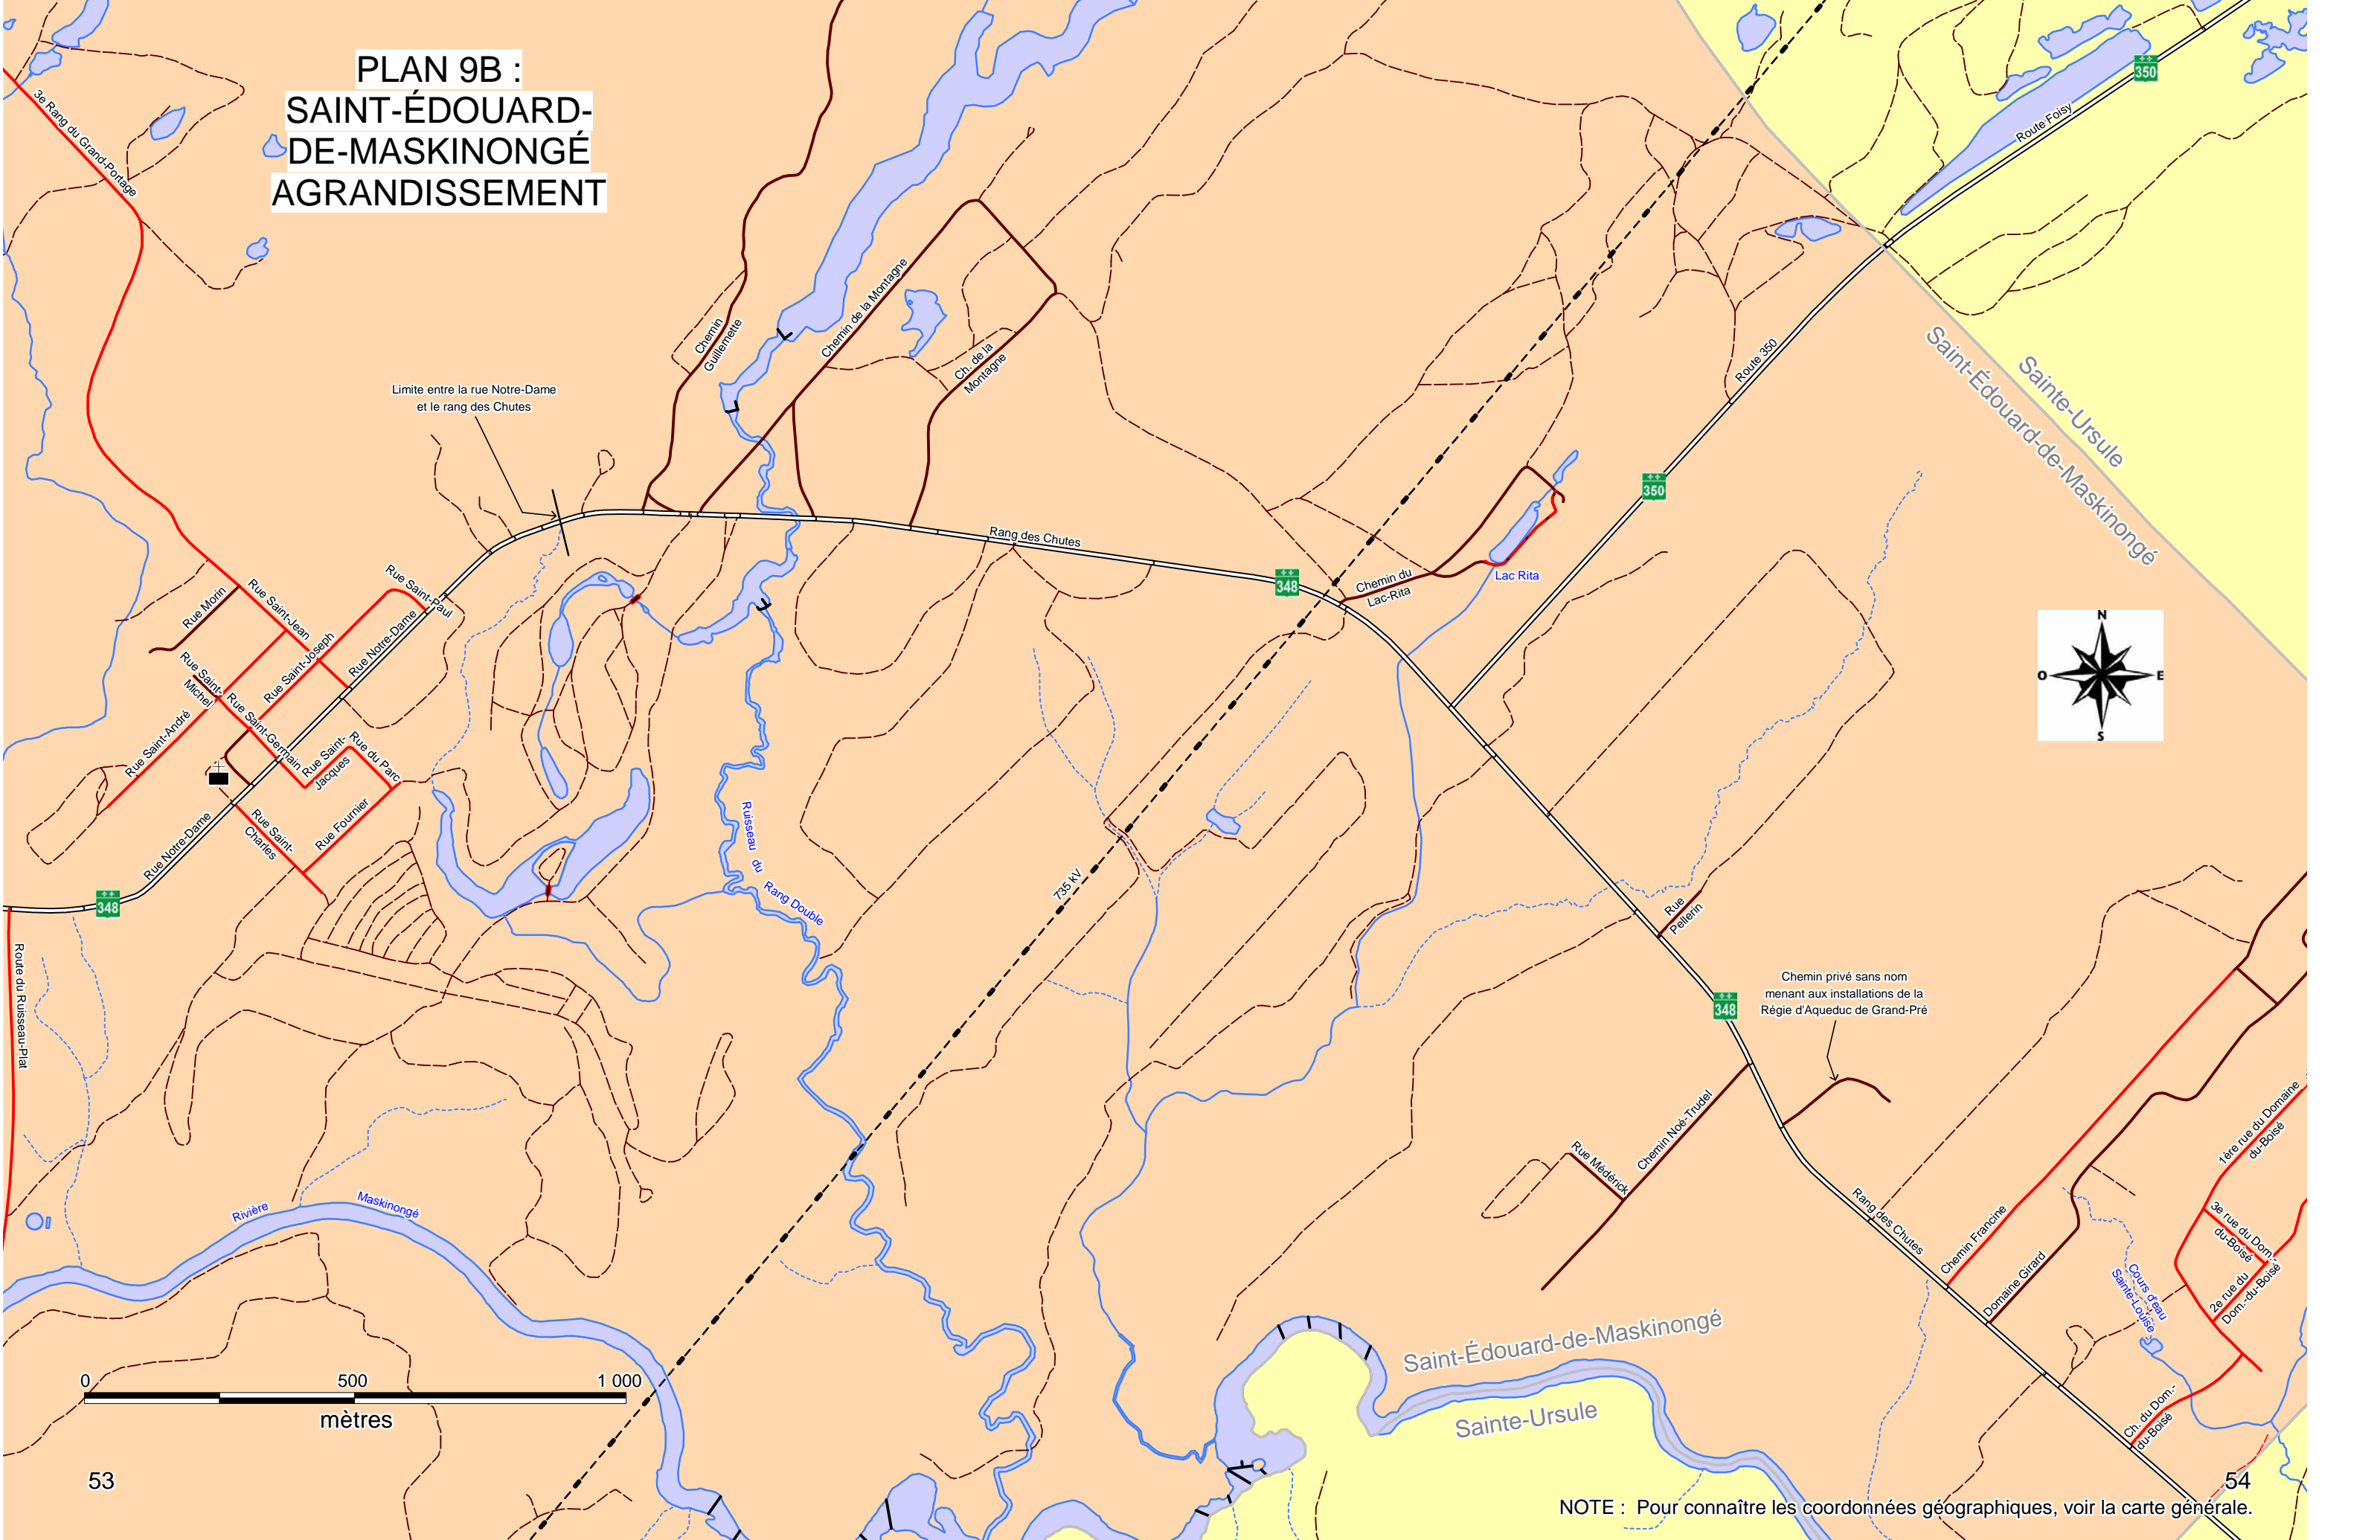 PLAN 9B :
SAINT-ÉDOUARD-
DE-MASKINONGÉ
AGRANDISSEMENT
3e Rang du Grand-Portage
350
Route Foisy
Chemin
Guillemette
Chemin de la Montagne
Ch. de la
Montagne
Route 350
Saint-Édouard-de-Maskinongé
Sainte-Ursule
Limite entre la rue Notre-Dame
et le rang des Chutes
350
Rang des Chutes
348
Chemin du
Lac-Rita
Lac Rita
Rue Morin
Rue Saint-Jean
Rue Saint-Paul
Rue Saint-Joseph
Rue Notre-Dame
Rue Saint-
Michel
Rue Saint-André
Rue Saint-Germain
Rue Saint-
Jacques
Rue du Parc
Rue Fournier
Rue Saint-
Charles
Rue Notre-Dame
348
Route du Ruisseau-Plat
Ruisseau du Rang Double
735 kV
N
O
E
S
Rue
Pellerin
348
Chemin privé sans nom
menant aux installations de la
Régie d'Aqueduc de Grand-Pré
Chemin Noé-Trudel
Rue Médérick
Rang des Chutes
Chemin Francine
Domaine Girard
1ère rue du Domaine
du-Boisé
3e rue du Dom.-
du-Boisé
2e rue du
Dom.-du-Boisé
Cours d'eau
Sainte-Louise
Ch. du Dom.-
du-Boisé
Rivière Maskinongé
Saint-Édouard-de-Maskinongé
Sainte-Ursule
0 500 1 000
mètres
53
54
NOTE : Pour connaître les coordonnées géographiques, voir la carte générale.